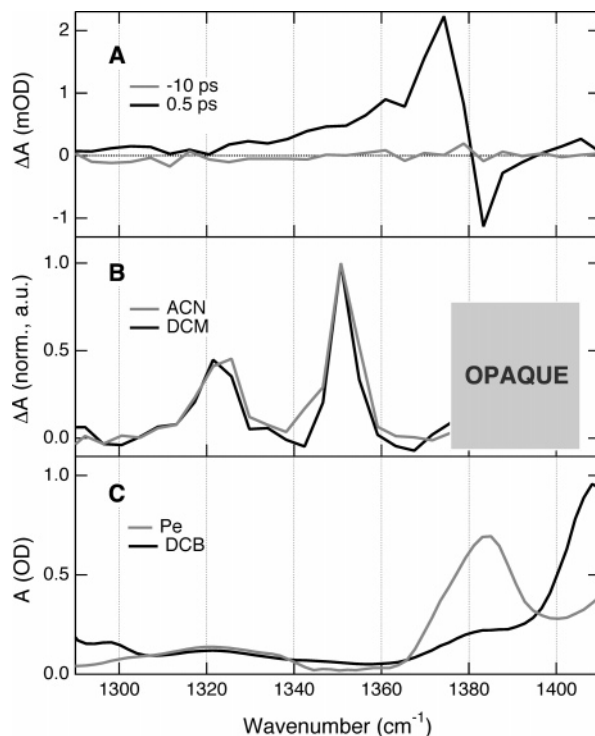 2
A
-10 ps
0.5 ps
1
ΔA (mOD)
0
-1
B
1.0
ACN
DCM
ΔA (norm., a.u.)
0.5
OPAQUE
0.0
1.0
C
Pe
DCB
A (OD)
0.5
0.0
1300 1320 1340 1360 1380 1400
Wavenumber (cm⁻¹)